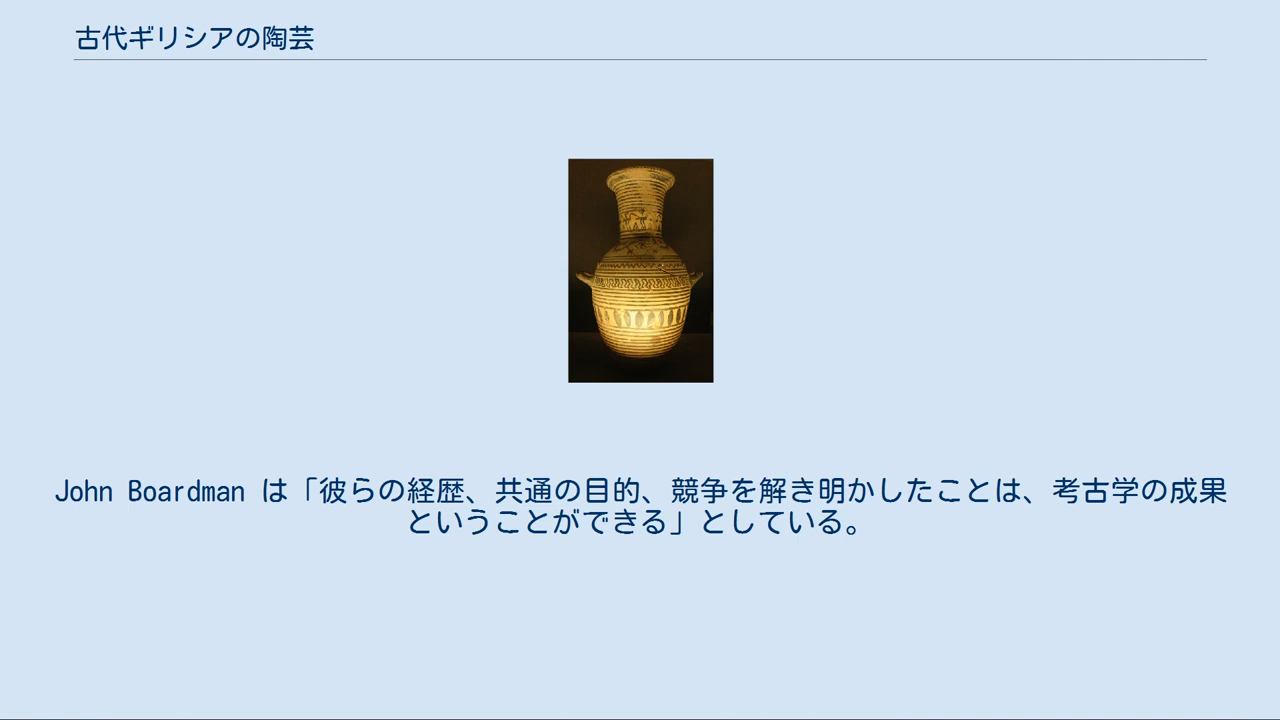 古代ギリシアの陶芸
John Boardman は「彼らの経歴、共通の目的、競争を解き明かしたことは、考古学の成果
ということができる」としている。